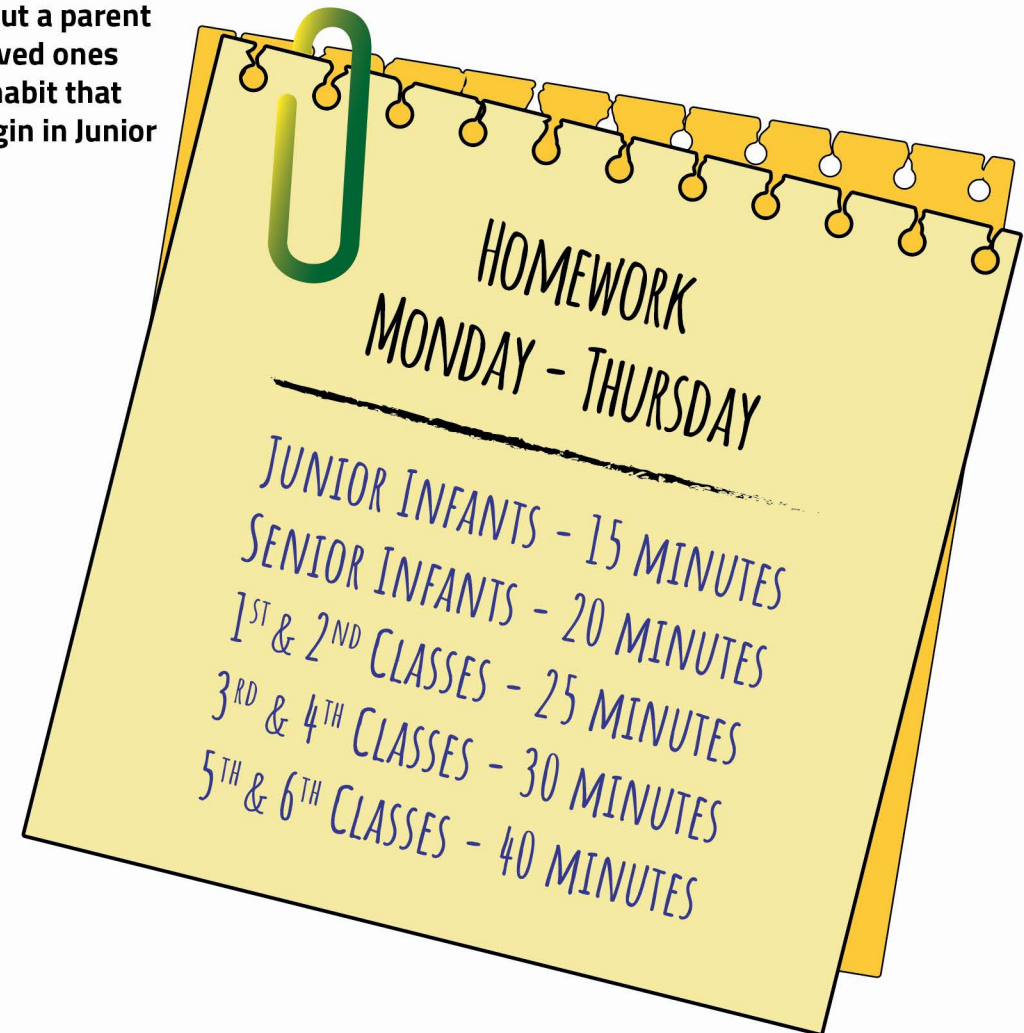 ut a parent
ved ones
habit that
gin in Junior
HOMEWORK
MONDAY - THURSDAY
JUNIOR INFANTS - 15 MINUTES
SENIOR INFANTS - 20 MINUTES
1ST & 2ND CLASSES - 25 MINUTES
3RD & 4TH CLASSES - 30 MINUTES
5TH & 6TH CLASSES - 40 MINUTES